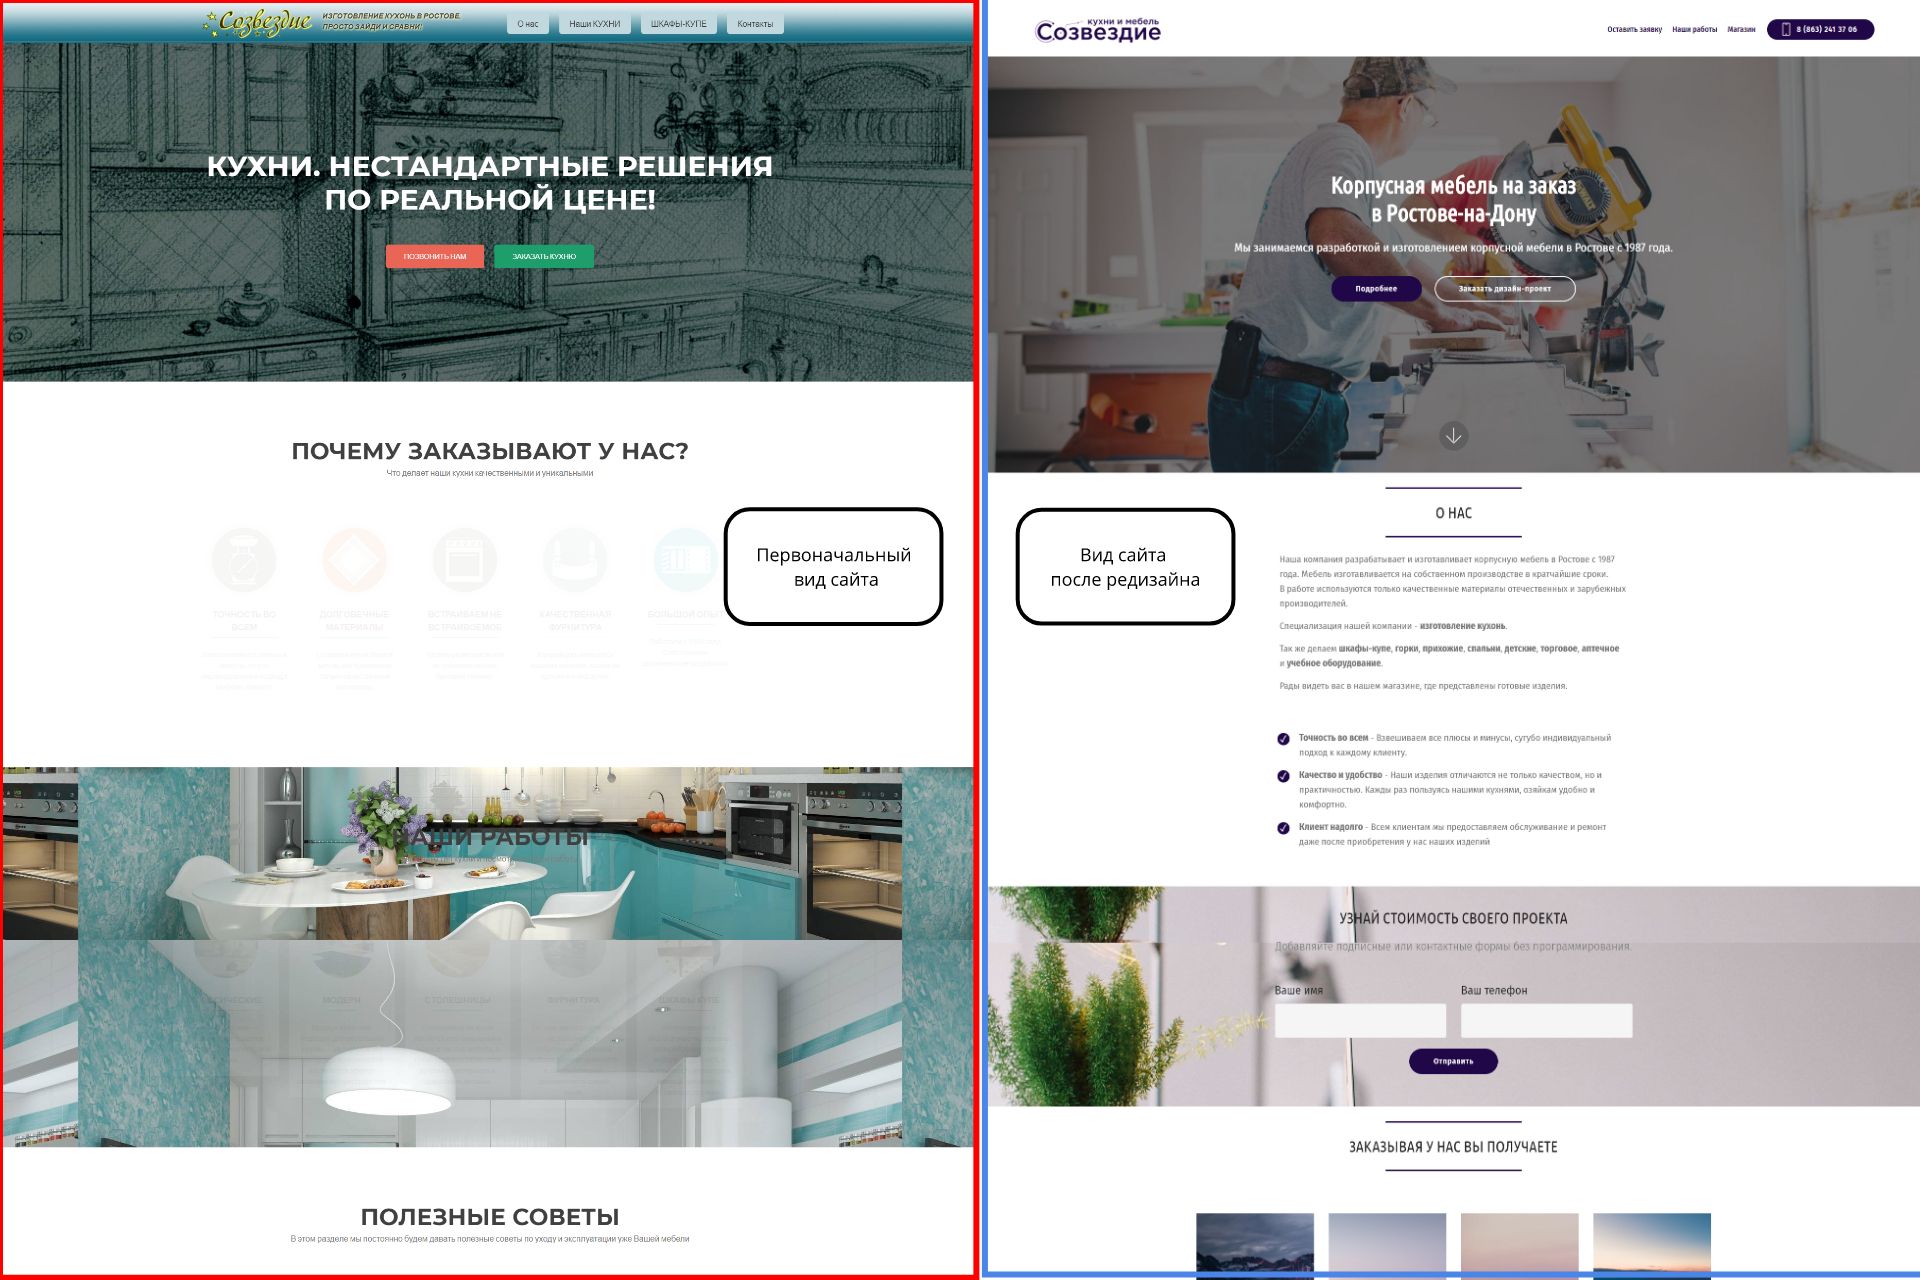 Созвездие
ИЗГОТОВЛЕНИЕ КУХОНЬ В РОСТОВЕ.
ПРОСТО ЗАЙДИ И СРАВНИ!
О нас
Наши КУХНИ
ШКАФЫ-КУПЕ
Контакты
КУХНИ. НЕСТАНДАРТНЫЕ РЕШЕНИЯ
ПО РЕАЛЬНОЙ ЦЕНЕ!
ПОЗВОНИТЬ НАМ
ЗАКАЗАТЬ КУХНЮ
ПОЧЕМУ ЗАКАЗЫВАЮТ У НАС?
Что делает наши кухни качественными и уникальными
ТОЧНОСТЬ ВО
ВСЕМ
ДОЛГОВЕЧНЫЕ
МАТЕРИАЛЫ
ВСТРАИВАЕМ НЕ
ВСТРАИВАЕМОЕ
КАЧЕСТВЕННАЯ
ФУРНИТУРА
БОЛЬШОЙ ОПЫТ
Первоначальный
вид сайта
НАШИ РАБОТЫ
МОДЕРН
СТОЛЕШНИЦЫ
ФУРНИТУРА
ШКАФЫ КУПЕ
ПОЛЕЗНЫЕ СОВЕТЫ
В этом разделе мы постоянно будем давать полезные советы по уходу и эксплуатации уже Вашей мебели
кухни и мебель
Созвездие
Оставить заявку
Наши работы
Магазин
8 (863) 241 37 06
Корпусная мебель на заказ
в Ростове-на-Дону
Мы занимаемся разработкой и изготовлением корпусной мебели в Ростове с 1987 года.
Подробнее
Заказать дизайн-проект
О НАС
Вид сайта
после редизайна
Наша компания разрабатывает и изготавливает корпусную мебель в Ростове с 1987
года. Мебель изготавливается на собственном производстве в кратчайшие сроки.
В работе используются только качественные материалы отечественных и зарубежных
производителей.
Специализация нашей компании - изготовление кухонь.
Так же делаем шкафы-купе, горки, прихожие, спальни, детские, торговое, аптечное
и учебное оборудование.
Рады видеть вас в нашем магазине, где представлены готовые изделия.
Точность во всем - Взвешиваем все плюсы и минусы, сугубо индивидуальный
подход к каждому клиенту.
Качество и удобство - Наши изделия отличаются не только качеством, но и
практичностью. Кажды раз пользуясь нашими кухнями, озяйкам удобно и
комфортно.
Клиент надолго - Всем клиентам мы предоставляем обслуживание и ремонт
даже после приобретения у нас наших изделий
УЗНАЙ СТОИМОСТЬ СВОЕГО ПРОЕКТА
Добавляйте подписные или контактные формы без программирования.
Ваше имя
Ваш телефон
Отправить
ЗАКАЗЫВАЯ У НАС ВЫ ПОЛУЧАЕТЕ